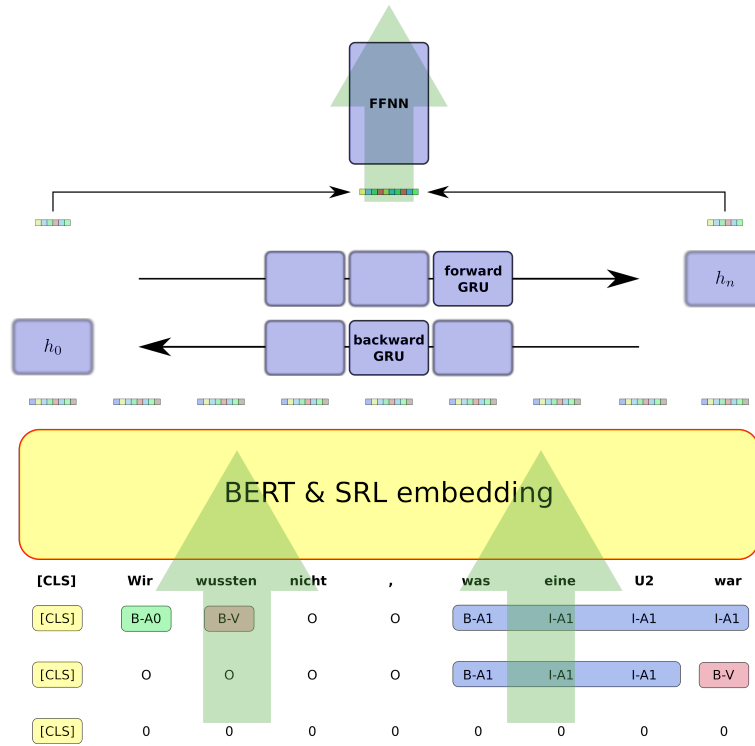 FFNN
forward
GRU
h_n
backward
GRU
h_0
BERT & SRL embedding
[CLS] Wir wussten nicht , was eine U2 war
[CLS] B-A0 B-V O O B-A1 I-A1 I-A1 I-A1
[CLS] O O O O B-A1 I-A1 I-A1 B-V
[CLS] 0 0 0 0 0 0 0 0